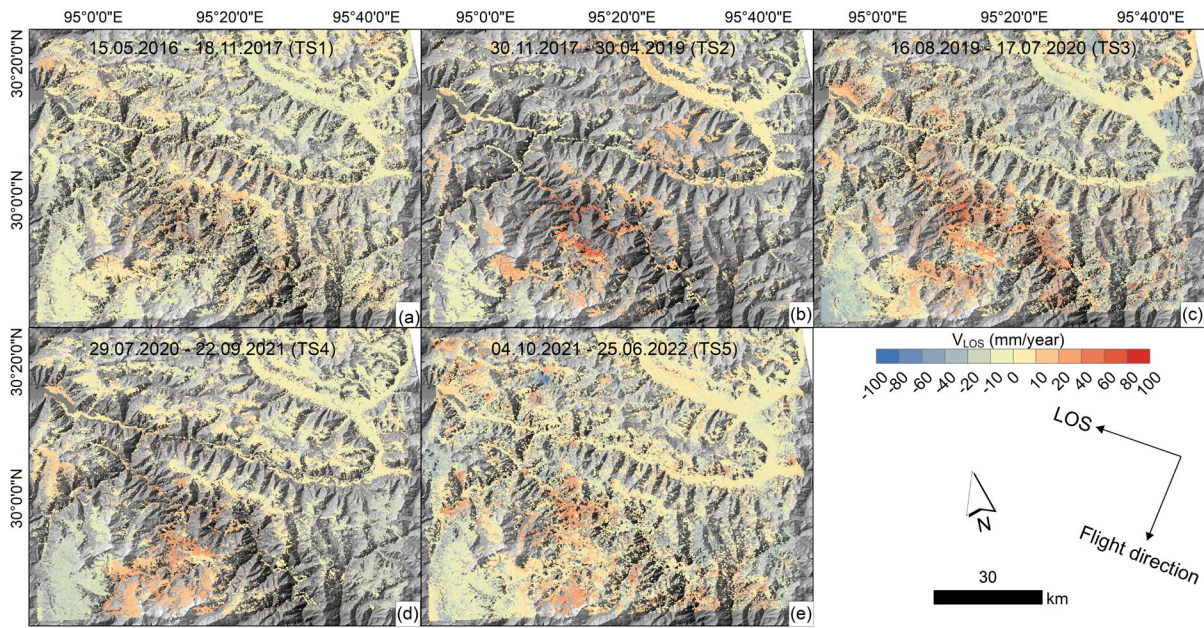 95°0'0"E 95°20'0"E 95°40'0"E 95°0'0"E 95°20'0"E 95°40'0"E 95°0'0"E 95°20'0"E 95°40'0"E
30°20'0"N
30°0'0"N
15.05.2016 - 18.11.2017 (TS1)
(a)
30.11.2017 - 30.04.2019 (TS2)
(b)
16.08.2019 - 17.07.2020 (TS3)
(c)
30°20'0"N
30°0'0"N
29.07.2020 - 22.09.2021 (TS4)
(d)
04.10.2021 - 25.06.2022 (TS5)
(e)
VLOS (mm/year)
-100 -80 -60 -40 -20 -10 0 10 20 40 60 80 100
LOS
N
Flight direction
30
km